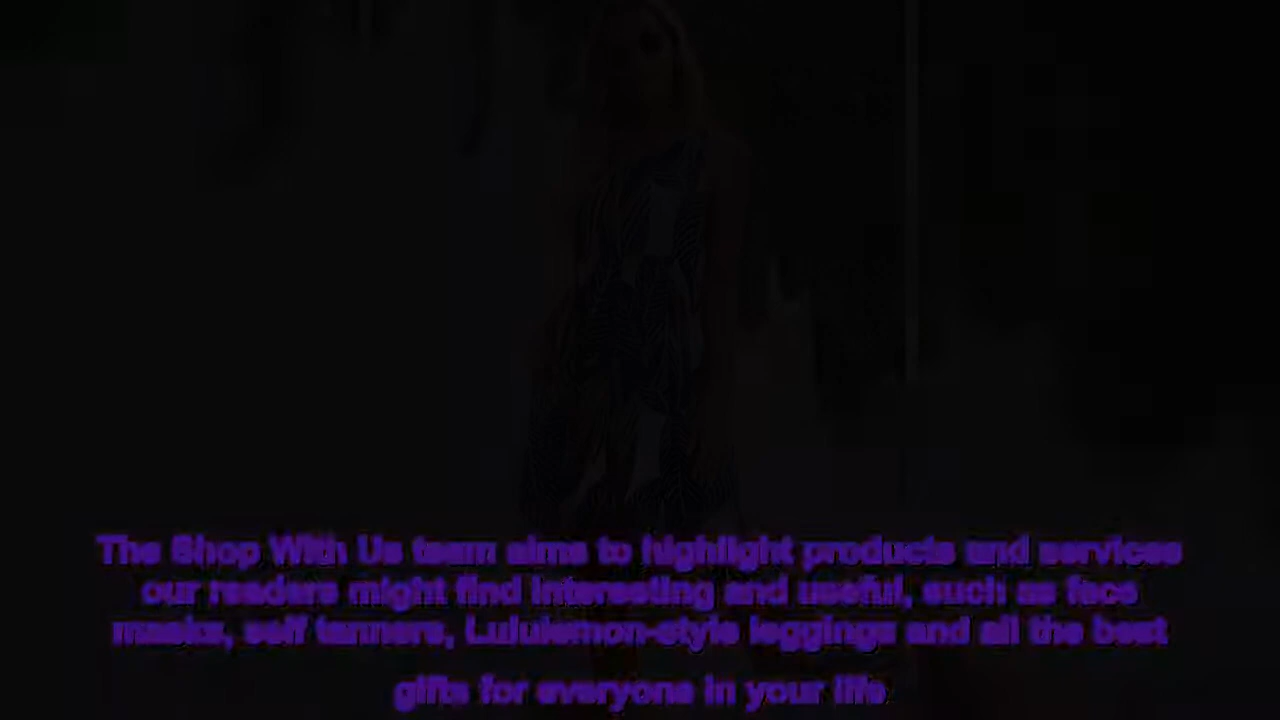 The Shop With Us team aims to highlight products and services
our readers might find interesting and useful, such as face
masks, self tanners, Lululemon-style leggings and all the best
gifts for everyone in your life